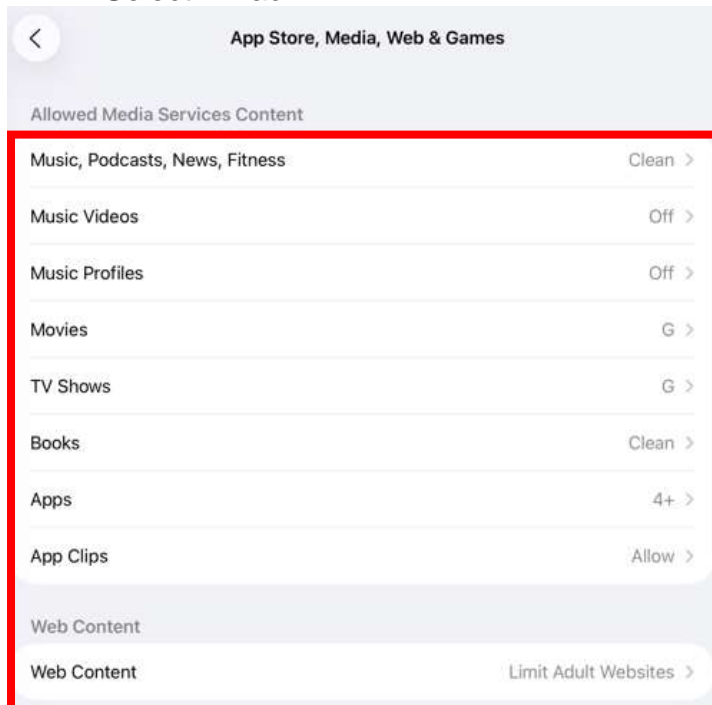 App Store, Media, Web & Games
Allowed Media Services Content
Music, Podcasts, News, Fitness Clean >
Music Videos Off >
Music Profiles Off >
Movies G >
TV Shows G >
Books Clean >
Apps 4+ >
App Clips Allow >
Web Content
Web Content Limit Adult Websites >